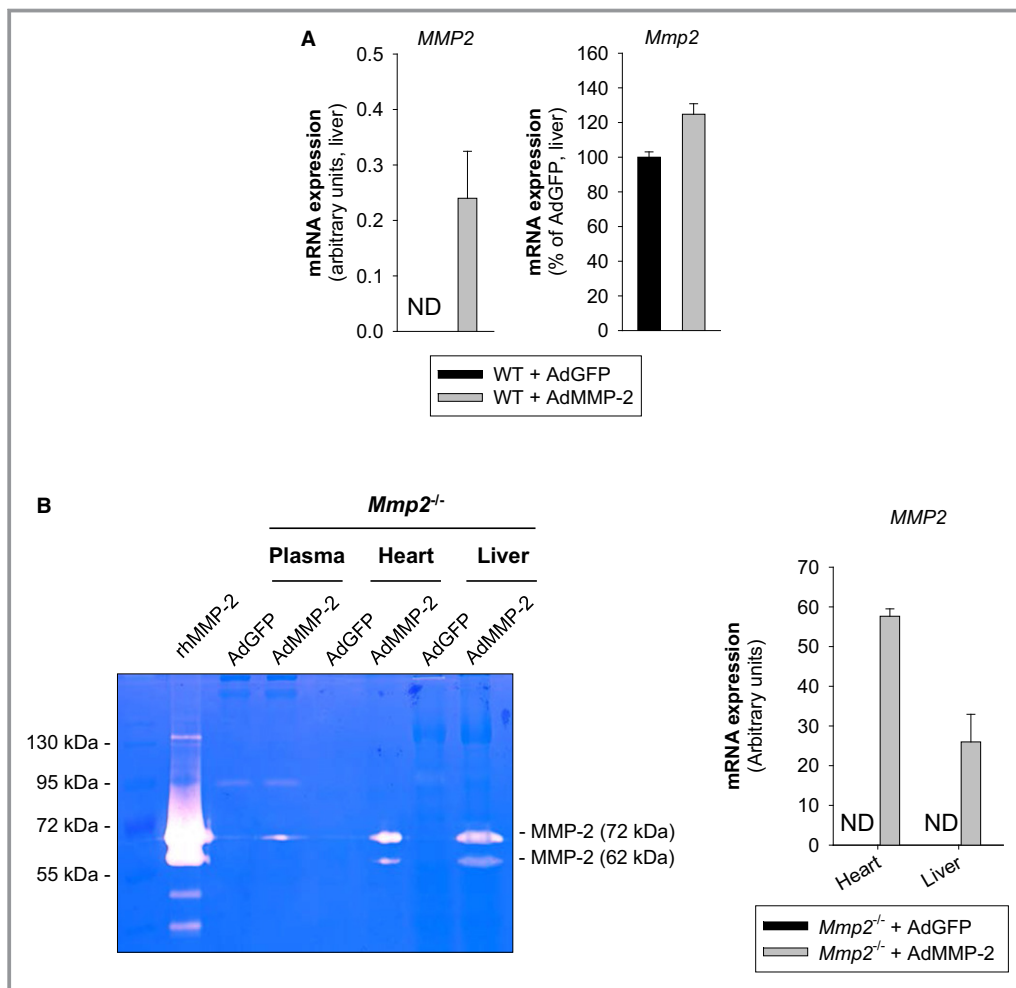 A
MMP2
Mmp2
mRNA expression
(arbitrary units, liver)
0.5
0.4
0.3
0.2
0.1
0.0
ND
mRNA expression
(% of AdGFP, liver)
160
140
120
100
80
60
40
20
0
WT + AdGFP
WT + AdMMP-2
B
Mmp2-/-
Plasma Heart Liver
rhMMP-2 AdGFP AdMMP-2 AdGFP AdMMP-2 AdGFP AdMMP-2
130 kDa -
95 kDa -
72 kDa -
55 kDa -
- MMP-2 (72 kDa)
- MMP-2 (62 kDa)
MMP2
mRNA expression
(Arbitrary units)
70
60
50
40
30
20
10
0
ND ND
Heart Liver
Mmp2-/- + AdGFP
Mmp2-/- + AdMMP-2